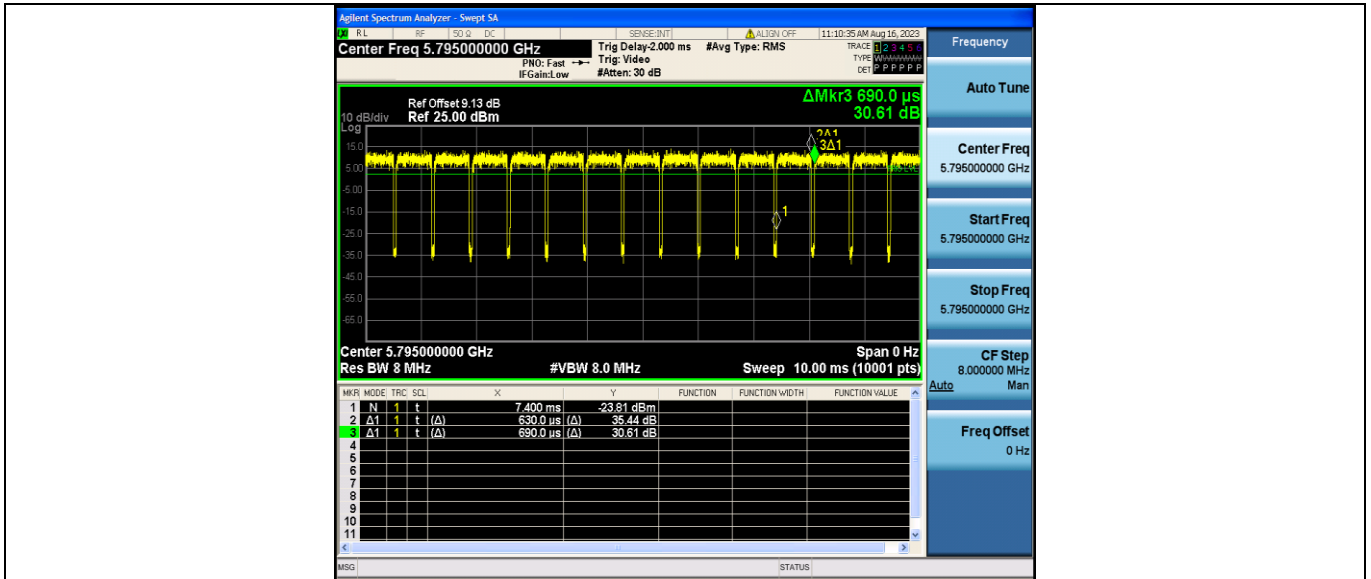 Agilent Spectrum Analyzer - Swept SA
LXI RL RF 50 Ω DC SENSE:INT ALIGN OFF 11:10:35 AM Aug 16, 2023
Center Freq 5.795000000 GHz
Trig Delay-2.000 ms #Avg Type: RMS
TRACE 1 2 3 4 5 6
PNO: Fast Trig: Video
TYPE
IFGain:Low #Atten: 30 dB
DET P P P P P P
Frequency
ΔMkr3 690.0 µs
30.61 dB
Ref Offset 9.13 dB
10 dB/div Ref 25.00 dBm
Log
15.0
5.00
-5.00
-15.0
-25.0
-35.0
-45.0
-55.0
-65.0
2Δ1
3Δ1
1
Center 5.795000000 GHz Span 0 Hz
Res BW 8 MHz #VBW 8.0 MHz Sweep 10.00 ms (10001 pts)
MKR MODE TRC SCL X Y FUNCTION FUNCTION WIDTH FUNCTION VALUE
1 N 1 t 7.400 ms -23.81 dBm
2 Δ1 1 t (Δ) 630.0 µs (Δ) 35.44 dB
3 Δ1 1 t (Δ) 690.0 µs (Δ) 30.61 dB
4
5
6
7
8
9
10
11
MSG STATUS
Auto Tune
Center Freq
5.795000000 GHz
Start Freq
5.795000000 GHz
Stop Freq
5.795000000 GHz
CF Step
8.000000 MHz
Auto Man
Freq Offset
0 Hz